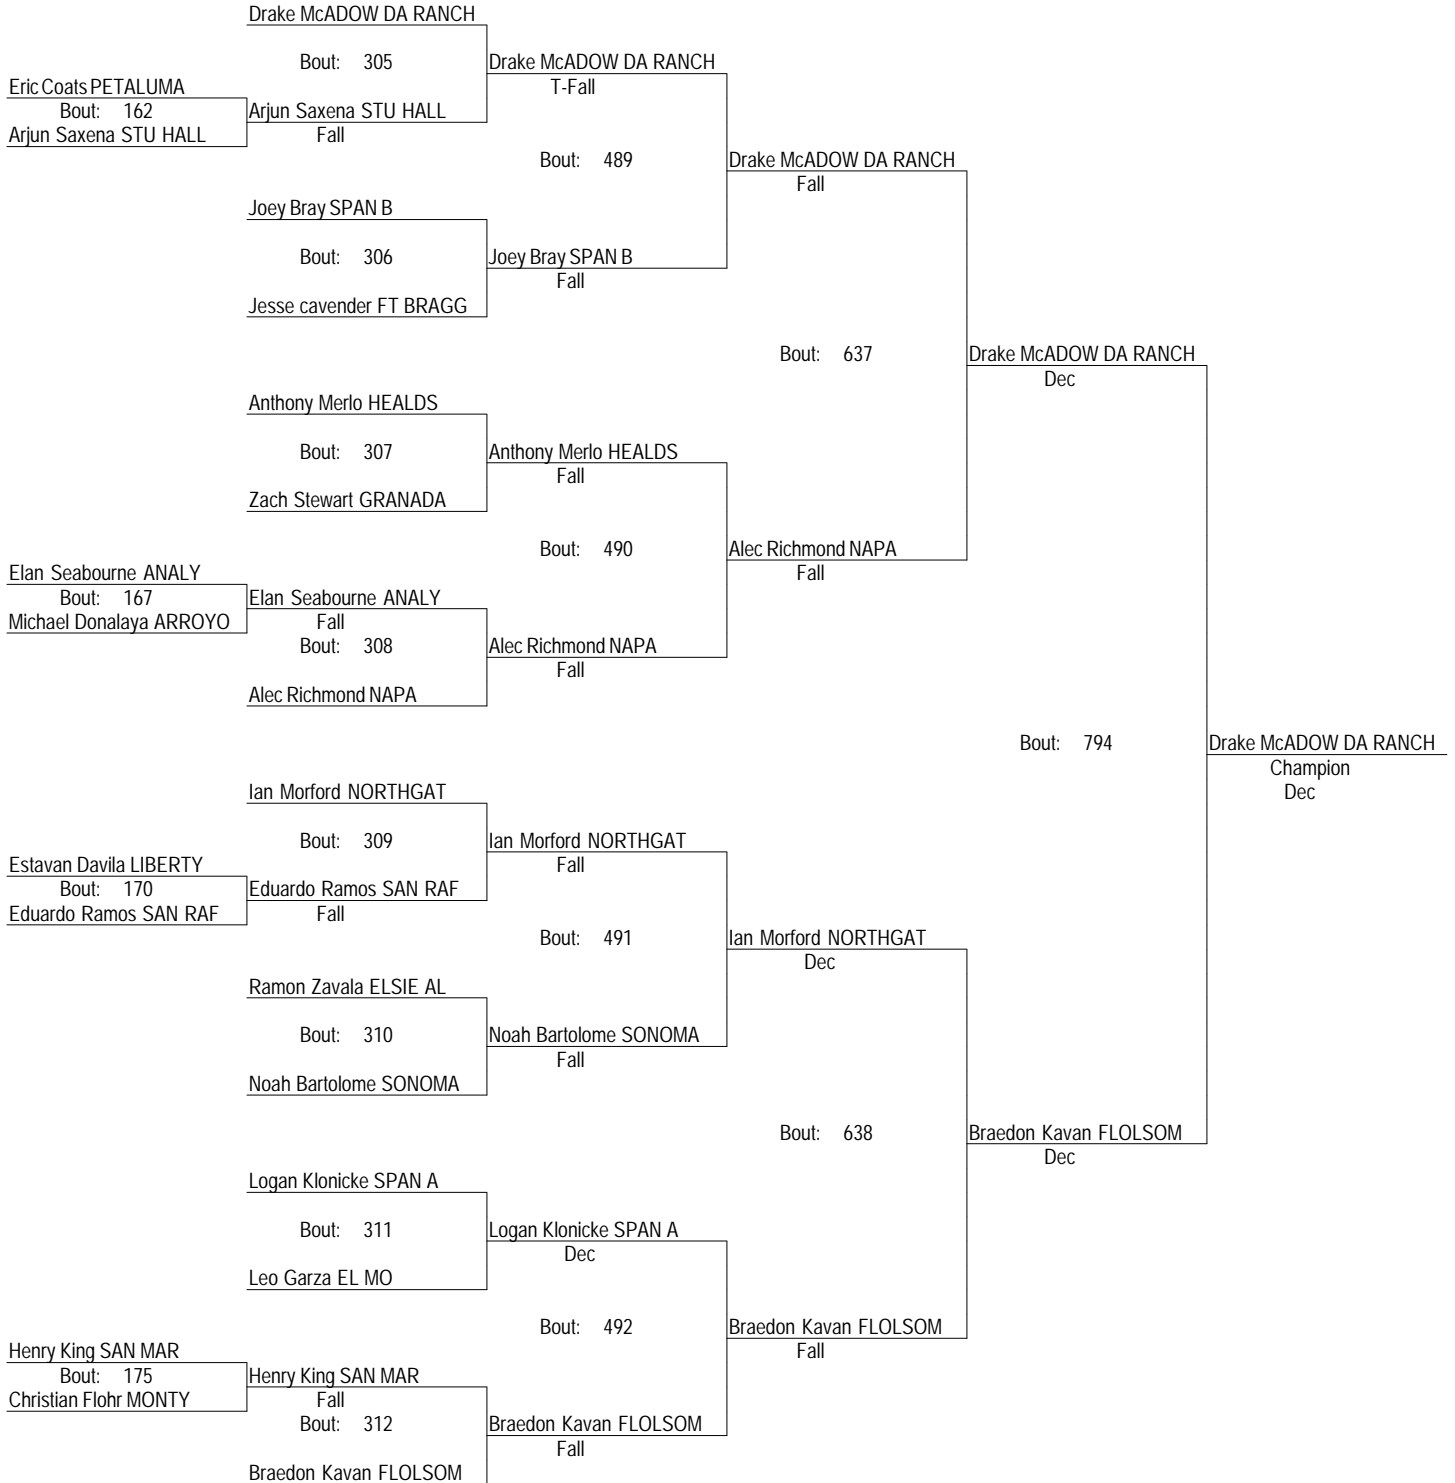 Drake McADOW DA RANCH
Bout: 305
Drake McADOW DA RANCH
T-Fall
Eric Coats PETALUMA
Bout: 162
Arjun Saxena STU HALL
Arjun Saxena STU HALL
Fall
Bout: 489
Drake McADOW DA RANCH
Fall
Joey Bray SPAN B
Bout: 306
Joey Bray SPAN B
Fall
Jesse cavender FT BRAGG
Bout: 637
Drake McADOW DA RANCH
Dec
Anthony Merlo HEALDS
Bout: 307
Anthony Merlo HEALDS
Fall
Zach Stewart GRANADA
Bout: 490
Alec Richmond NAPA
Fall
Elan Seabourne ANALY
Bout: 167
Michael Donalaya ARROYO
Elan Seabourne ANALY
Fall
Bout: 308
Alec Richmond NAPA
Fall
Alec Richmond NAPA
Bout: 794
Drake McADOW DA RANCH
Champion
Dec
Ian Morford NORTHGAT
Bout: 309
Ian Morford NORTHGAT
Fall
Estavan Davila LIBERTY
Bout: 170
Eduardo Ramos SAN RAF
Eduardo Ramos SAN RAF
Fall
Bout: 491
Ian Morford NORTHGAT
Dec
Ramon Zavala ELSIE AL
Bout: 310
Noah Bartolome SONOMA
Fall
Noah Bartolome SONOMA
Bout: 638
Braedon Kavan FLOLSOM
Dec
Logan Klonicke SPAN A
Bout: 311
Logan Klonicke SPAN A
Dec
Leo Garza EL MO
Bout: 492
Braedon Kavan FLOLSOM
Fall
Henry King SAN MAR
Bout: 175
Christian Flohr MONTY
Henry King SAN MAR
Fall
Bout: 312
Braedon Kavan FLOLSOM
Fall
Braedon Kavan FLOLSOM